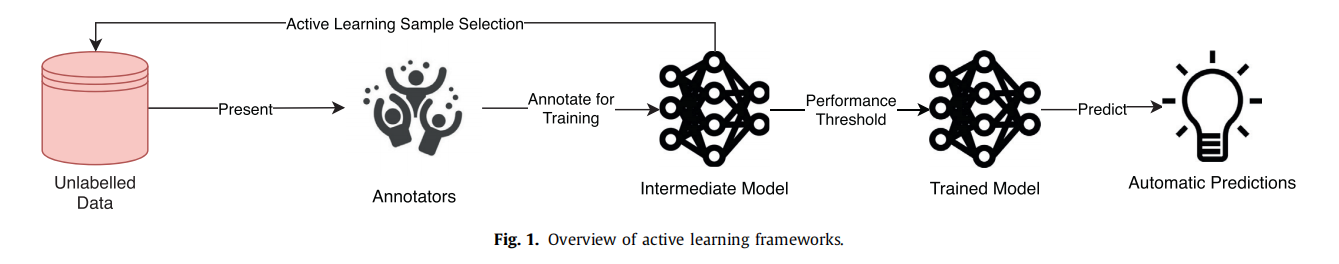 Active Learning Sample Selection
Present
Annotate for
Training
Performance
Threshold
Predict
Unlabelled
Data
Annotators
Intermediate Model
Trained Model
Automatic Predictions
Fig. 1. Overview of active learning frameworks.